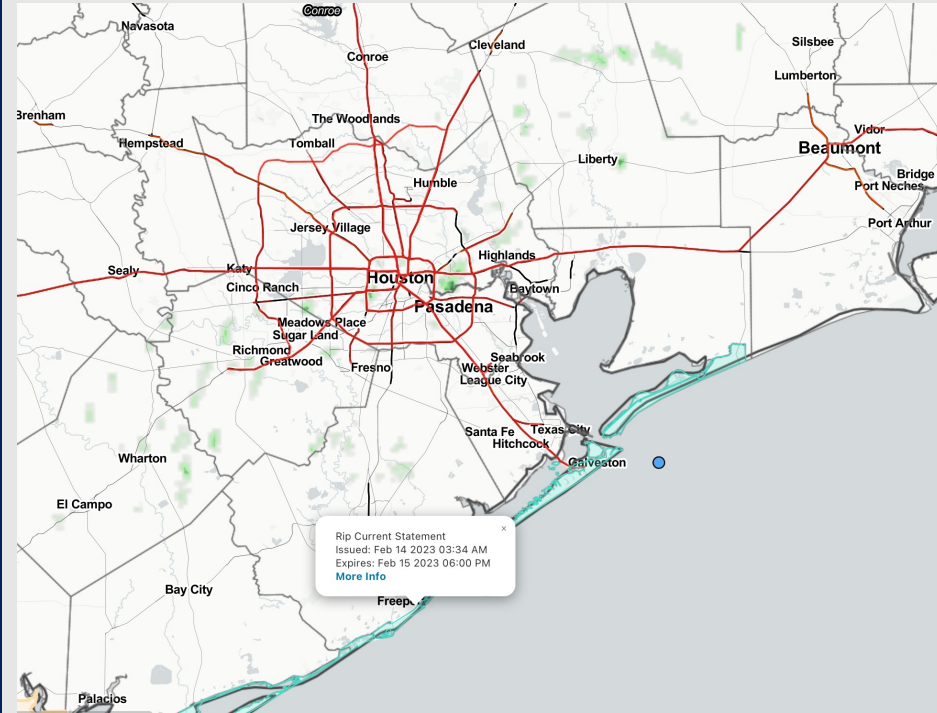 Conroe
Navasota
Cleveland
Silsbee
Conroe
Lumberton
Brenham
The Woodlands
Vidor
Hempstead
Tomball
Beaumont
Liberty
Bridge
Humble
Port Neches
Jersey Village
Port Arthur
Highlands
Sealy
Katy
Houston
Cinco Ranch
Baytown
Pasadena
Meadows Place
Sugar Land
Richmond
Seabrook
Greatwood
Fresno
Webster
League City
Santa Fe
Texas City
Hitchcock
Wharton
Galveston
El Campo
×
Rip Current Statement
Issued: Feb 14 2023 03:34 AM
Expires: Feb 15 2023 06:00 PM
More Info
Bay City
Freepo
Palacios